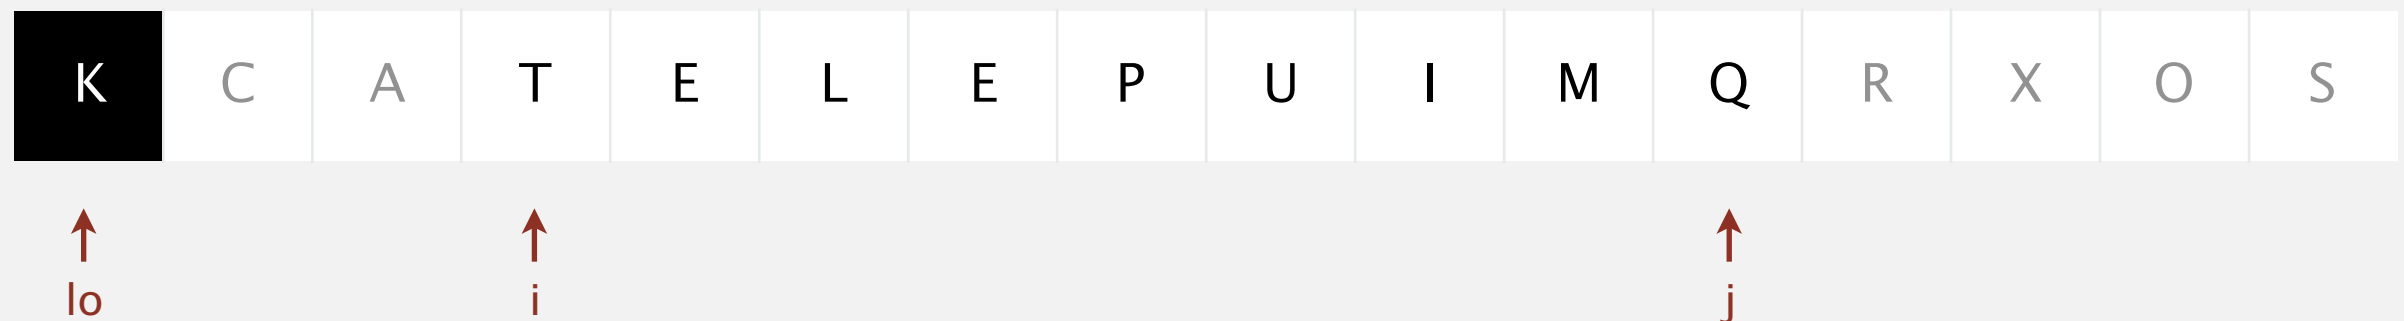 K C A T E L E P U I M Q R X O S
lo i j